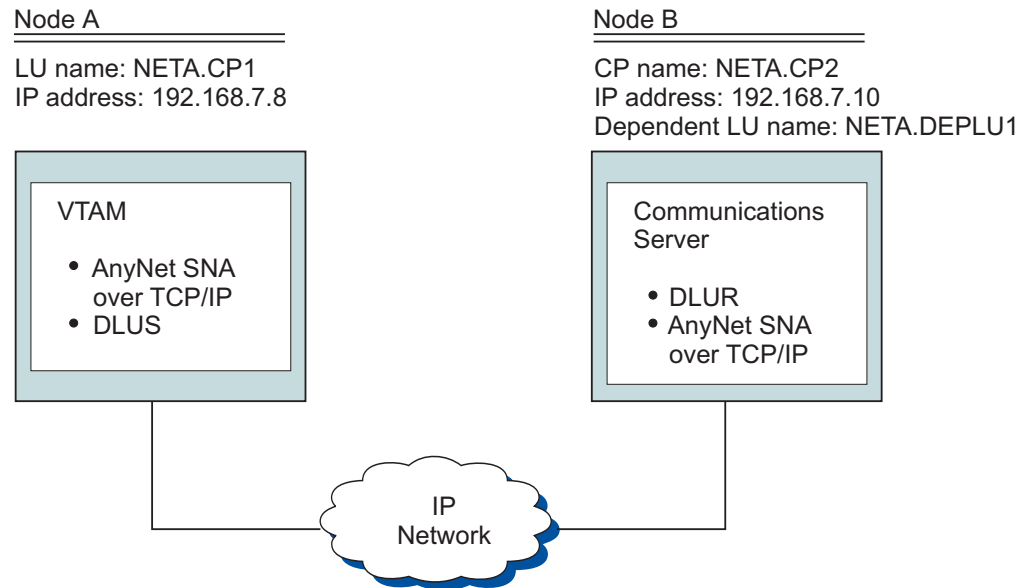 Node A
LU name: NETA.CP1
IP address: 192.168.7.8
Node B
CP name: NETA.CP2
IP address: 192.168.7.10
Dependent LU name: NETA.DEPLU1
VTAM
• AnyNet SNA
over TCP/IP
• DLUS
Communications
Server
• DLUR
• AnyNet SNA
over TCP/IP
IP
Network